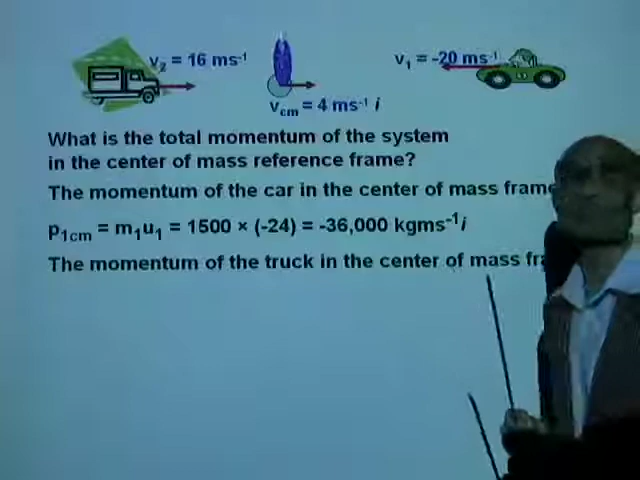 v₂ = 16 ms⁻¹
v₁ = -20 ms⁻¹
v_cm = 4 ms⁻¹ i
What is the total momentum of the system
in the center of mass reference frame?
The momentum of the car in the center of mass frame
p₁cm = m₁u₁ = 1500 × (-24) = -36,000 kgms⁻¹i
The momentum of the truck in the center of mass